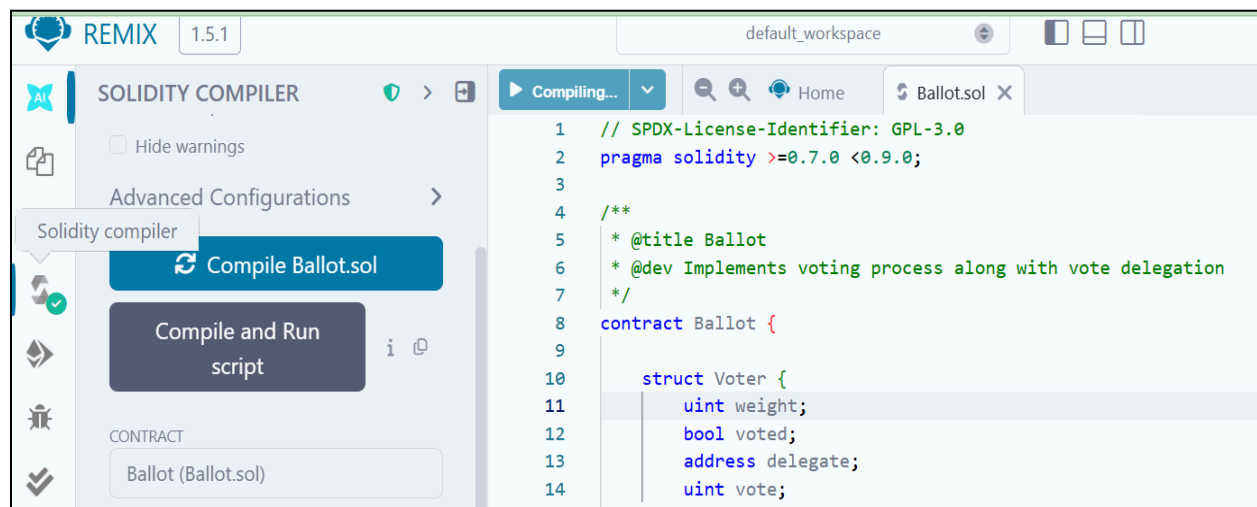 REMIX 1.5.1
default_workspace
AI
SOLIDITY COMPILER
Hide warnings
Advanced Configurations
Solidity compiler
Compile Ballot.sol
Compile and Run
script
i
CONTRACT
Ballot (Ballot.sol)
Compiling...
Home
Ballot.sol
1 // SPDX-License-Identifier: GPL-3.0
2 pragma solidity >=0.7.0 <0.9.0;
3
4 /**
5 * @title Ballot
6 * @dev Implements voting process along with vote delegation
7 */
8 contract Ballot {
9
10 struct Voter {
11 uint weight;
12 bool voted;
13 address delegate;
14 uint vote;